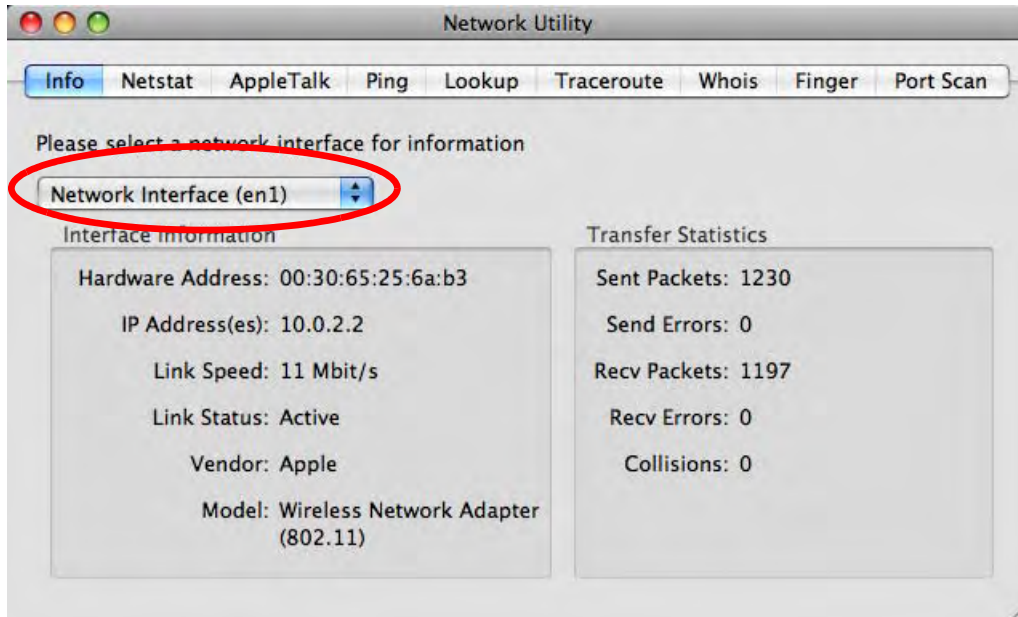 Network Utility
Info Netstat AppleTalk Ping Lookup Traceroute Whois Finger Port Scan
Please select a network interface for information
Network Interface (en1)
Interface Information
Hardware Address: 00:30:65:25:6a:b3
IP Address(es): 10.0.2.2
Link Speed: 11 Mbit/s
Link Status: Active
Vendor: Apple
Model: Wireless Network Adapter
(802.11)
Transfer Statistics
Sent Packets: 1230
Send Errors: 0
Recv Packets: 1197
Recv Errors: 0
Collisions: 0